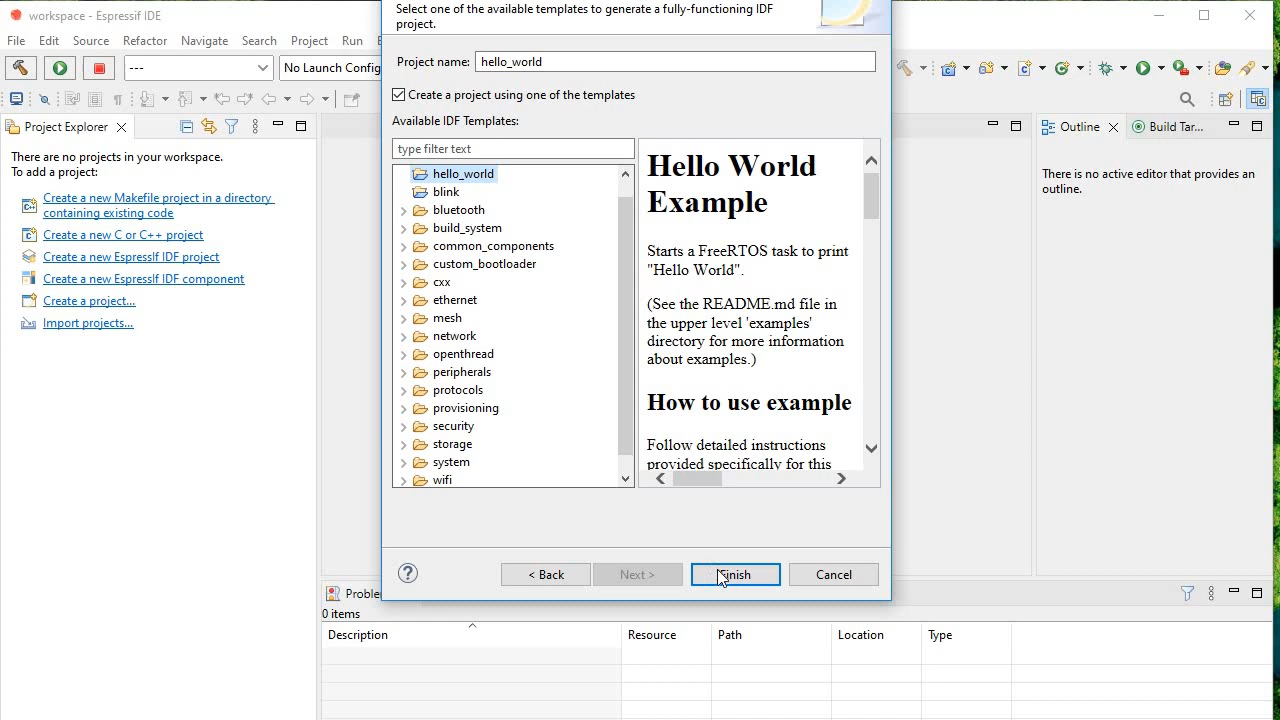 workspace - Espressif IDE
File Edit Source Refactor Navigate Search Project Run
---
No Launch Config
Project Explorer
There are no projects in your workspace.
To add a project:
Create a new Makefile project in a directory
containing existing code
Create a new C or C++ project
Create a new Espressif IDF project
Create a new Espressif IDF component
Create a project...
Import projects...
Select one of the available templates to generate a fully-functioning IDF
project.
Project name: hello_world
Create a project using one of the templates
Available IDF Templates:
type filter text
hello_world
blink
bluetooth
build_system
common_components
custom_bootloader
cxx
ethernet
mesh
network
openthread
peripherals
protocols
provisioning
security
storage
system
wifi
Hello World
Example
Starts a FreeRTOS task to print
"Hello World".
(See the README.md file in
the upper level 'examples'
directory for more information
about examples.)
How to use example
Follow detailed instructions
provided specifically for this
< Back Next > Finish Cancel
Outline Build Tar...
There is no active editor that provides an
outline.
Proble
0 items
Description Resource Path Location Type